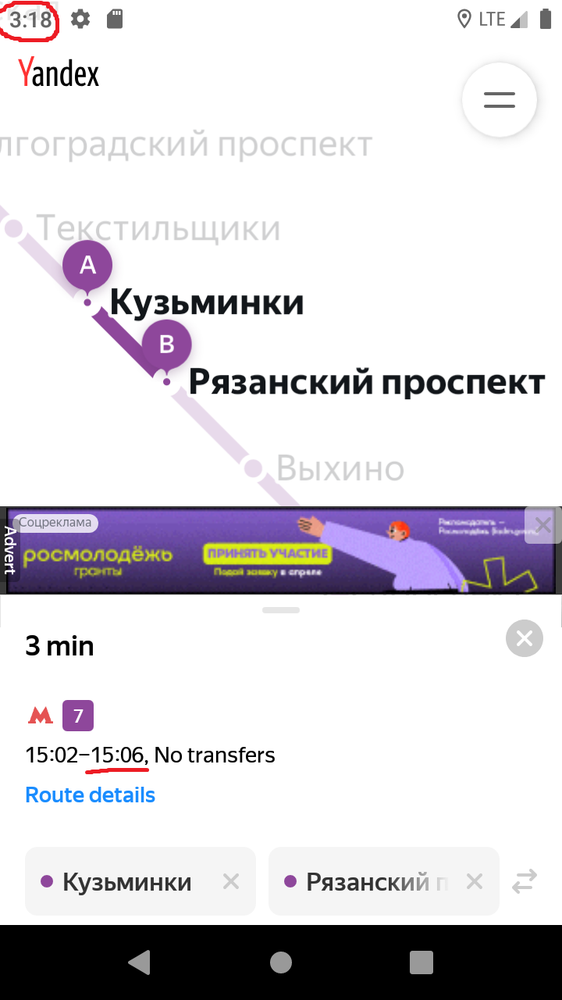 3:18
LTE
Yandex
лгоградский проспект
Текстильщики
A
Кузьминки
B
Рязанский проспект
Выхино
Advert
Соцреклама
росмолодёжь
гранты
ПРИНЯТЬ УЧАСТИЕ
Подай заявку в апреле
3 min
7
15:02–15:06, No transfers
Route details
Кузьминки
Рязанский п